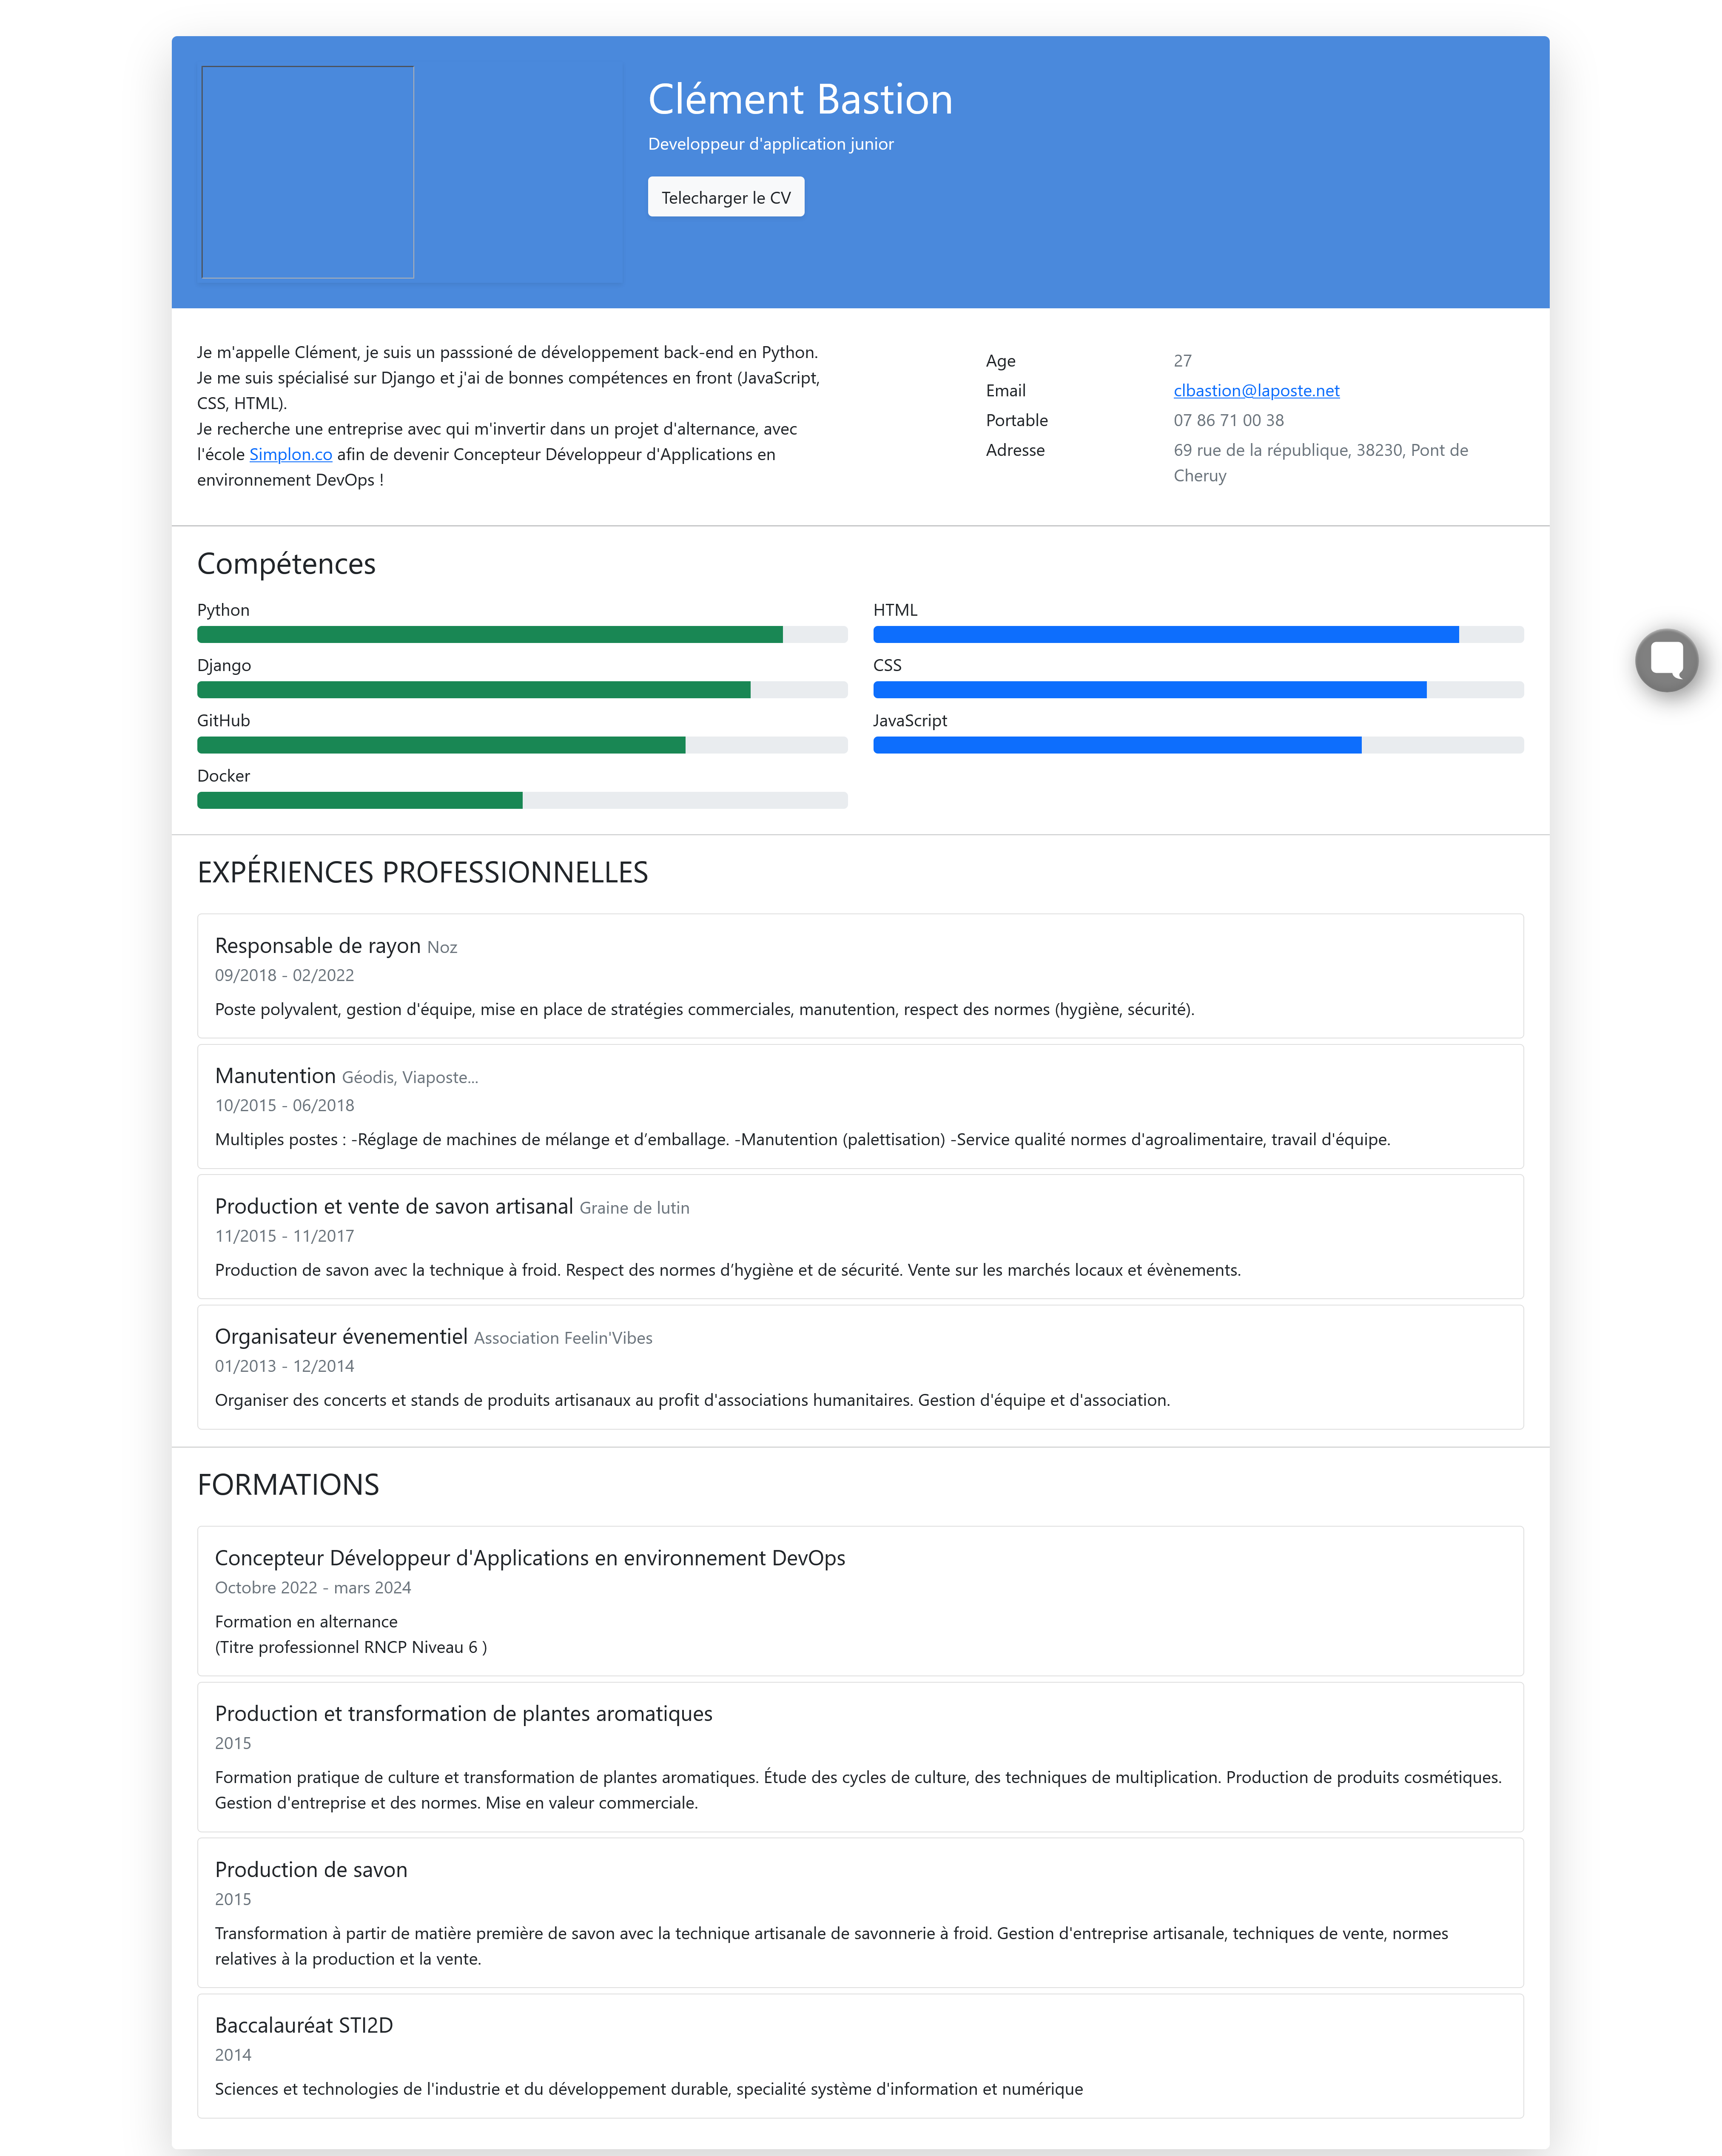 Clément Bastion
Developpeur d'application junior
Telecharger le CV
Je m'appelle Clément, je suis un passsioné de développement back-end en Python.
Je me suis spécialisé sur Django et j'ai de bonnes compétences en front (JavaScript,
CSS, HTML).
Je recherche une entreprise avec qui m'invertir dans un projet d'alternance, avec
l'école Simplon.co afin de devenir Concepteur Développeur d'Applications en
environnement DevOps !
Age 27
Email clbastion@laposte.net
Portable 07 86 71 00 38
Adresse 69 rue de la république, 38230, Pont de
Cheruy
Compétences
Python
Django
GitHub
Docker
HTML
CSS
JavaScript
EXPÉRIENCES PROFESSIONNELLES
Responsable de rayon Noz
09/2018 - 02/2022
Poste polyvalent, gestion d'équipe, mise en place de stratégies commerciales, manutention, respect des normes (hygiène, sécurité).
Manutention Géodis, Viaposte...
10/2015 - 06/2018
Multiples postes : -Réglage de machines de mélange et d’emballage. -Manutention (palettisation) -Service qualité normes d'agroalimentaire, travail d'équipe.
Production et vente de savon artisanal Graine de lutin
11/2015 - 11/2017
Production de savon avec la technique à froid. Respect des normes d’hygiène et de sécurité. Vente sur les marchés locaux et évènements.
Organisateur évenementiel Association Feelin'Vibes
01/2013 - 12/2014
Organiser des concerts et stands de produits artisanaux au profit d'associations humanitaires. Gestion d'équipe et d'association.
FORMATIONS
Concepteur Développeur d'Applications en environnement DevOps
Octobre 2022 - mars 2024
Formation en alternance
(Titre professionnel RNCP Niveau 6 )
Production et transformation de plantes aromatiques
2015
Formation pratique de culture et transformation de plantes aromatiques. Étude des cycles de culture, des techniques de multiplication. Production de produits cosmétiques.
Gestion d'entreprise et des normes. Mise en valeur commerciale.
Production de savon
2015
Transformation à partir de matière première de savon avec la technique artisanale de savonnerie à froid. Gestion d'entreprise artisanale, techniques de vente, normes
relatives à la production et la vente.
Baccalauréat STI2D
2014
Sciences et technologies de l'industrie et du développement durable, specialité système d'information et numérique